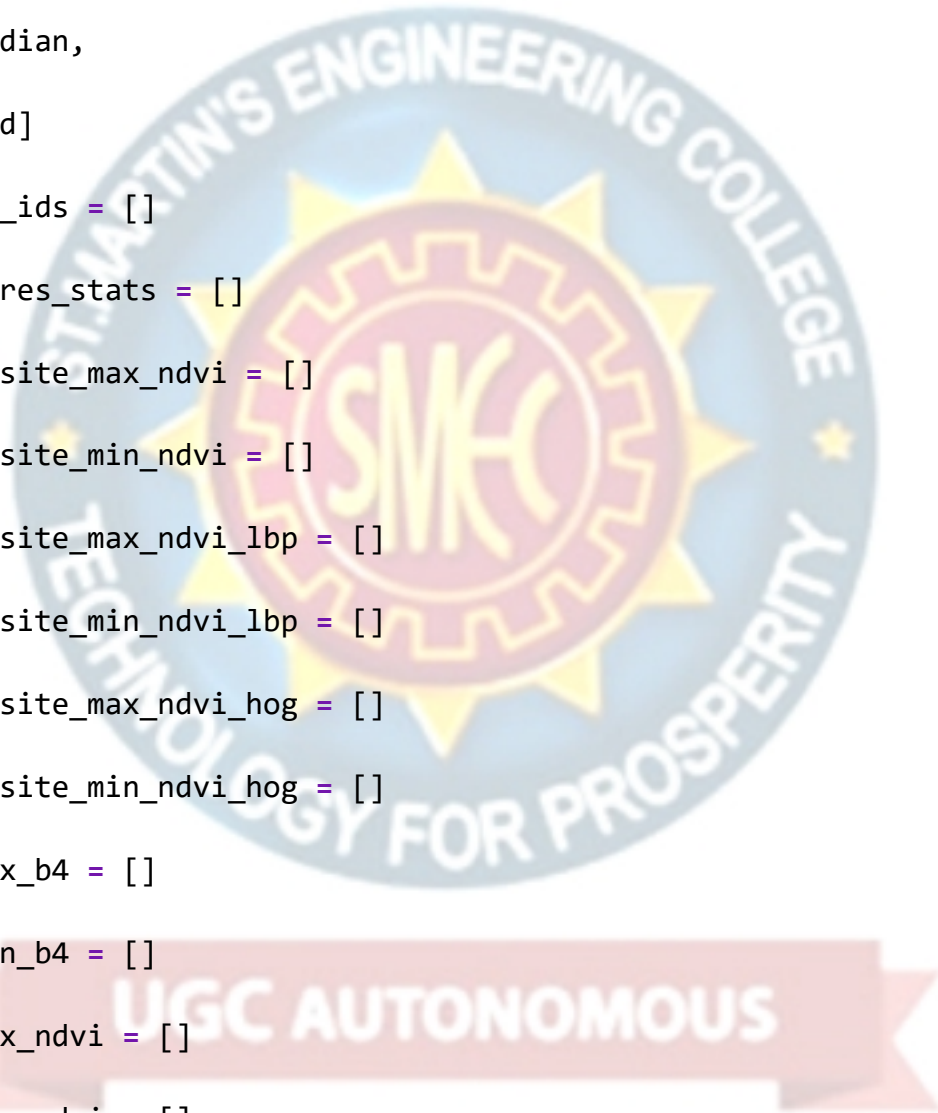 dian,
d]
_ids = []
res_stats = []
site_max_ndvi = []
site_min_ndvi = []
site_max_ndvi_lbp = []
site_min_ndvi_lbp = []
site_max_ndvi_hog = []
site_min_ndvi_hog = []
x_b4 = []
n_b4 = []
x_ndvi = []
ST.MARTIN'S ENGINEERING COLLEGE
SMEC
TECHNOLOGY FOR PROSPERITY
UGC AUTONOMOUS